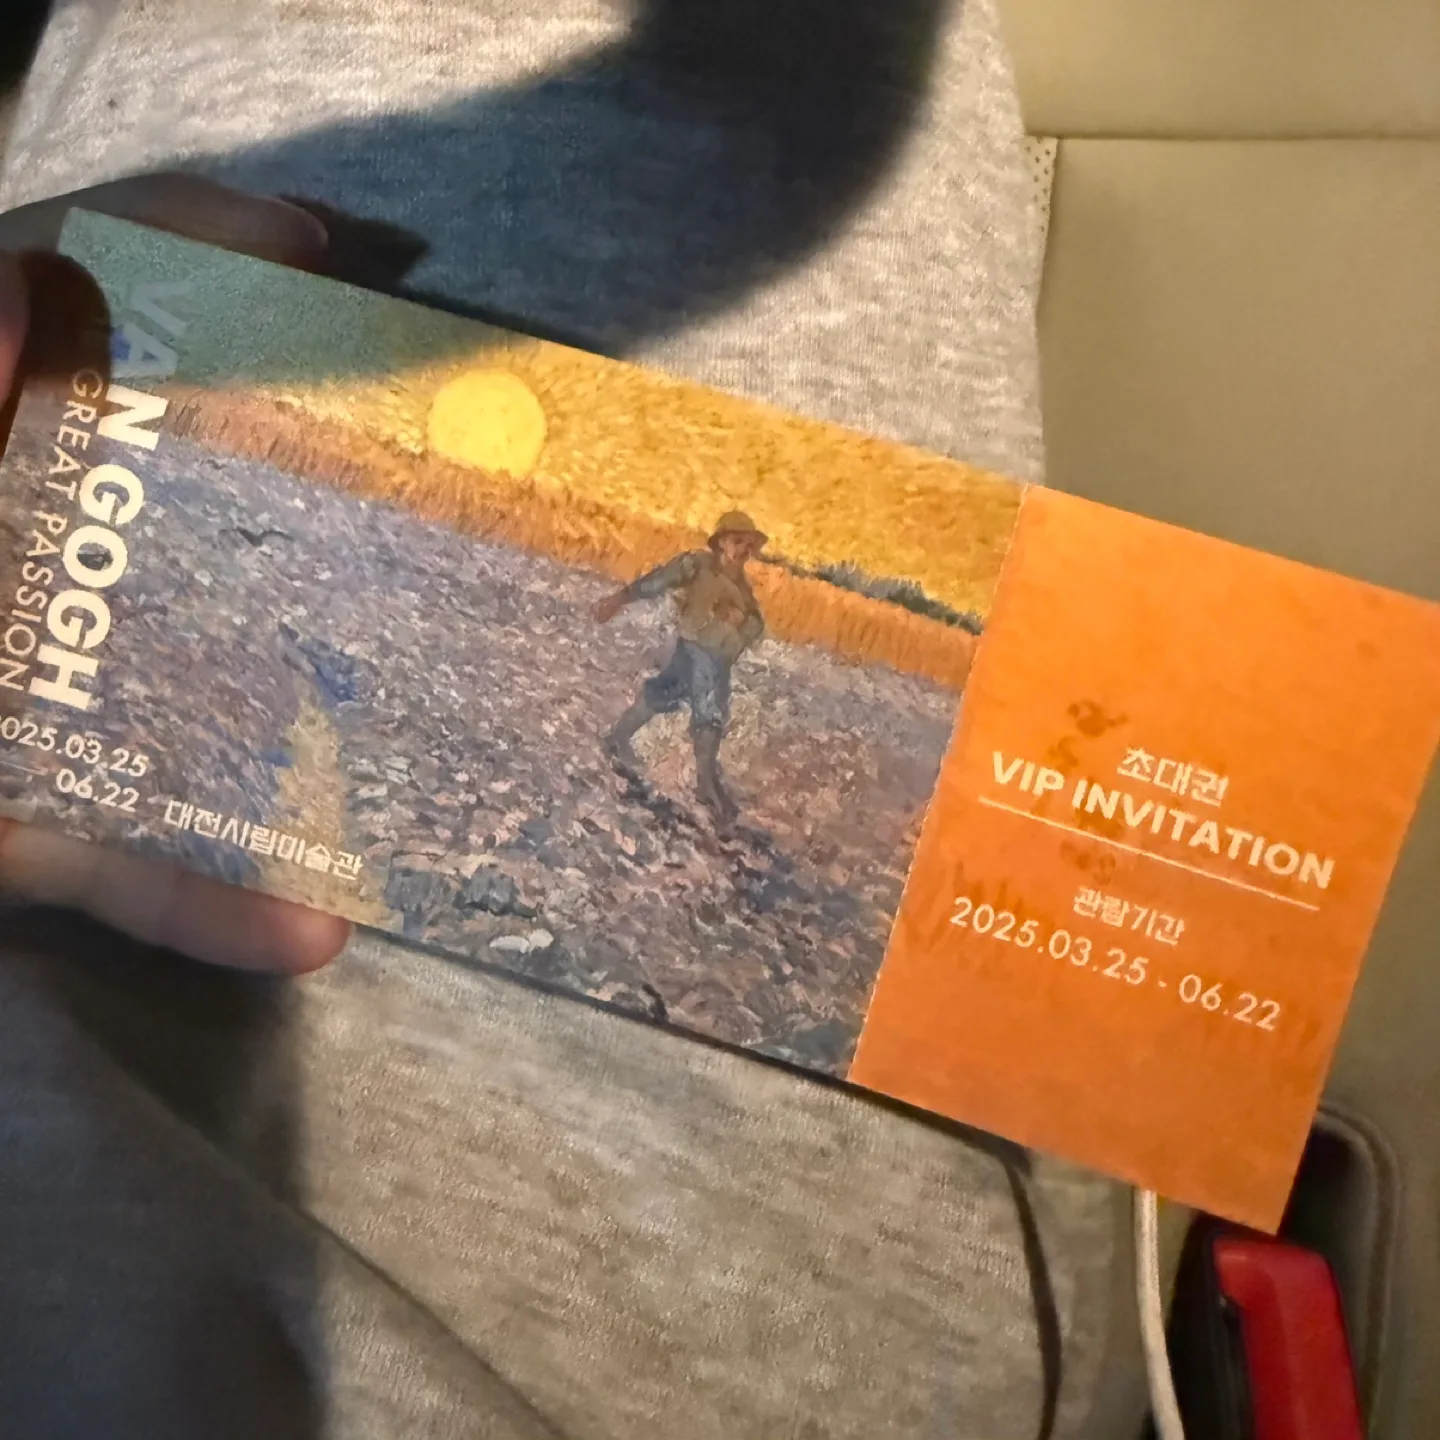 VAN GOGH
GREAT PASSION
2025.03.25
06.22 대전시립미술관
초대권
VIP INVITATION
관람기간
2025.03.25 - 06.22